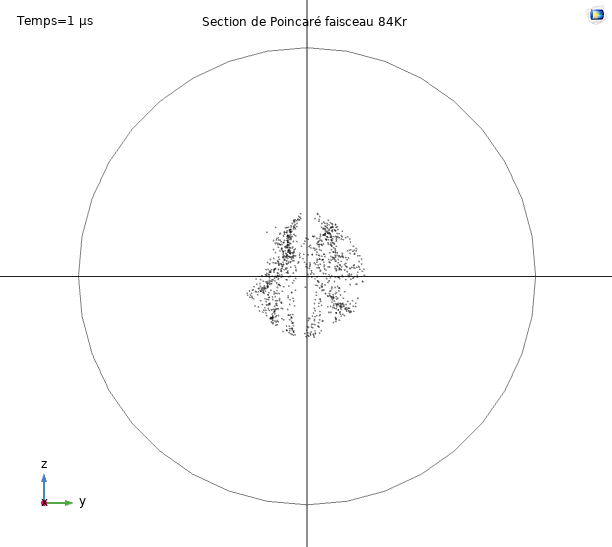 Temps=1 µs
Section de Poincaré faisceau 84Kr
z
x
y